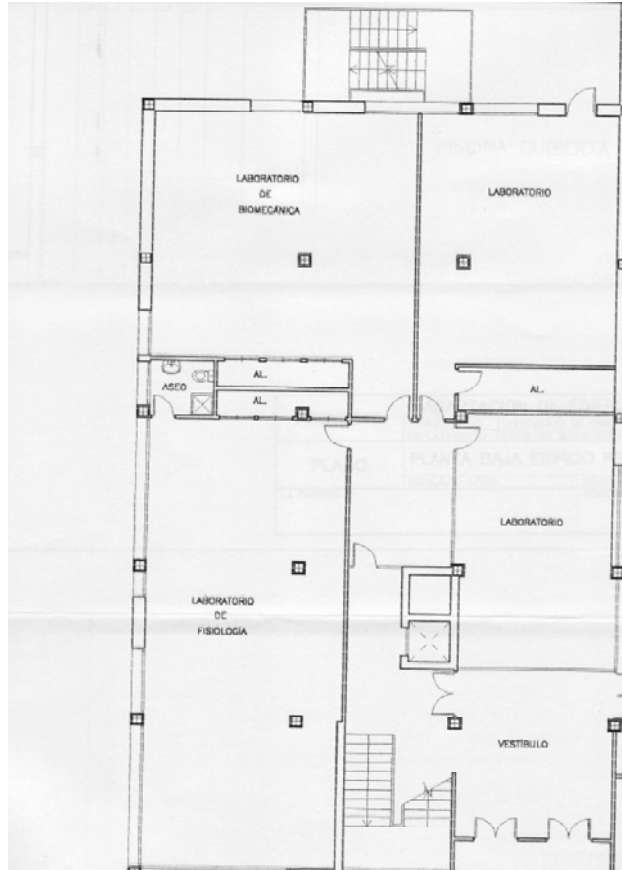 PISCINA CUBIERTA
LABORATORIO
DE
BIOMECÁNICA
LABORATORIO
AL.
ASEO
AL.
AL.
PLANO
PLANTA BAJA EDIFICIO
LABORATORIO
LABORATORIO
DE
FISIOLOGÍA
VESTÍBULO